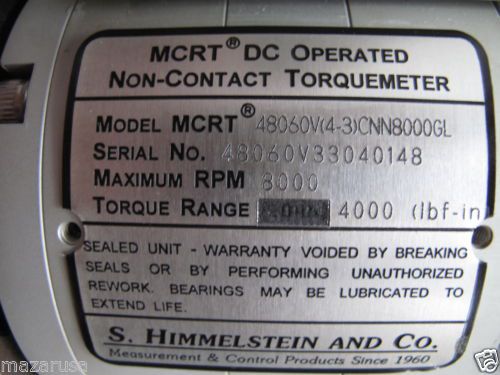 MCRT® DC OPERATED
NON-CONTACT TORQUEMETER
MODEL MCRT® 48060V(4-3)CNN8000GL
SERIAL NO. 48060V33040148
MAXIMUM RPM 8000
TORQUE RANGE 4000 (lbf-in
SEALED UNIT - WARRANTY VOIDED BY BREAKING
SEALS OR BY PERFORMING UNAUTHORIZED
REWORK. BEARINGS MAY BE LUBRICATED TO
EXTEND LIFE.
S. HIMMELSTEIN AND CO.
Measurement & Control Products Since 1960
mazarusa